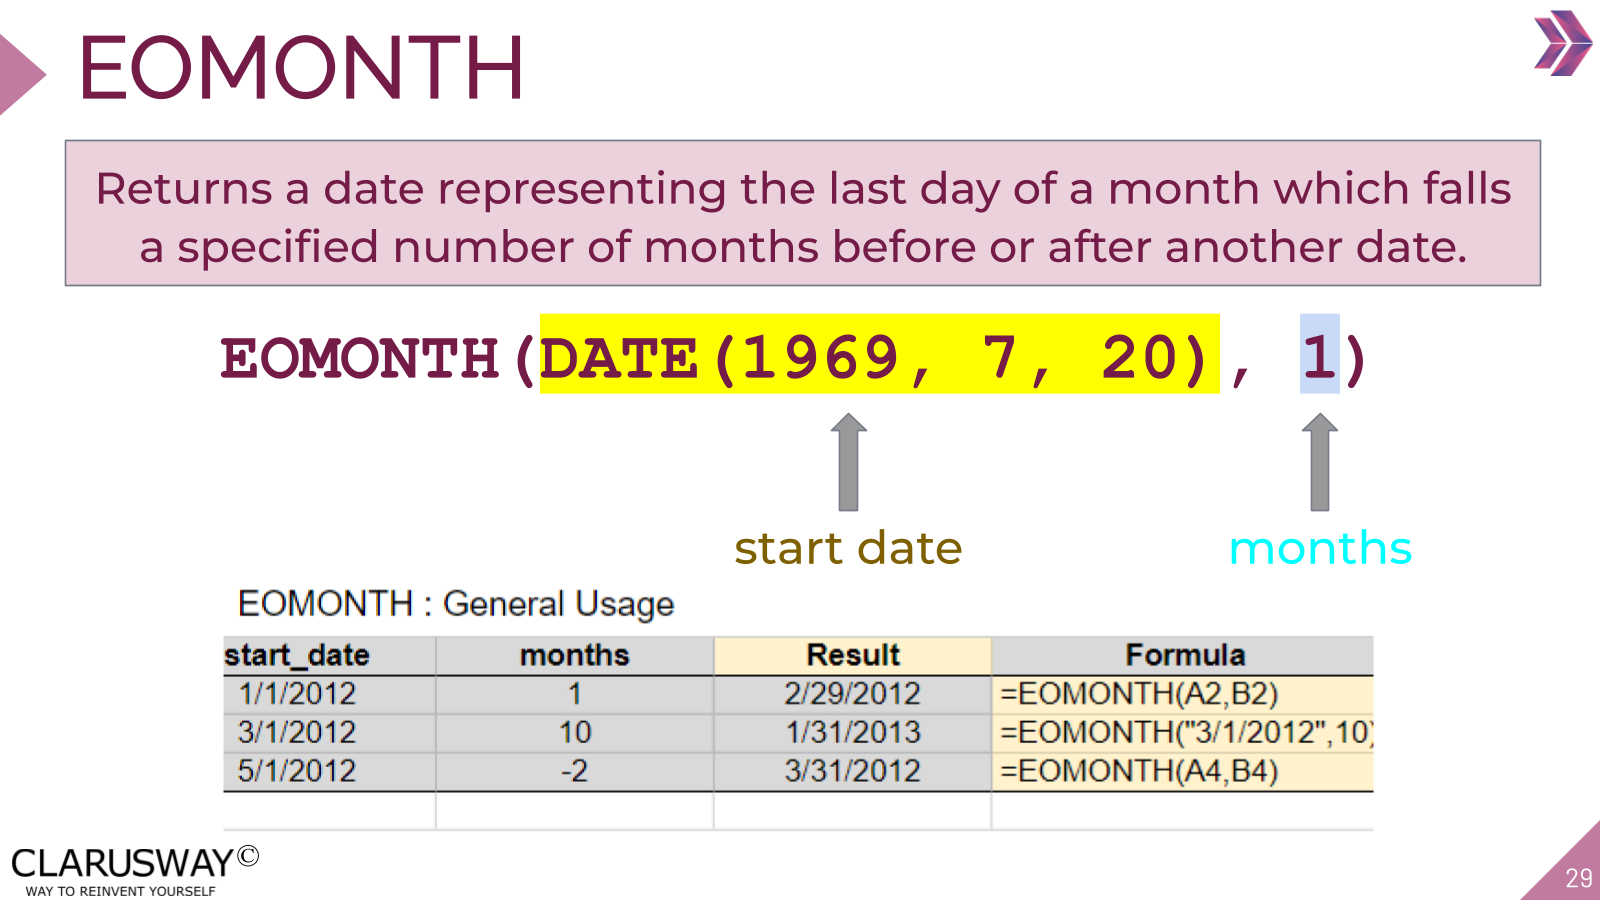 EOMONTH
Returns a date representing the last day of a month which falls
a specified number of months before or after another date.
EOMONTH(DATE(1969, 7, 20), 1)
start date months
EOMONTH : General Usage
start_date months Result Formula
1/1/2012 1 2/29/2012 =EOMONTH(A2,B2)
3/1/2012 10 1/31/2013 =EOMONTH("3/1/2012",10)
5/1/2012 -2 3/31/2012 =EOMONTH(A4,B4)
CLARUSWAY©
WAY TO REINVENT YOURSELF
29